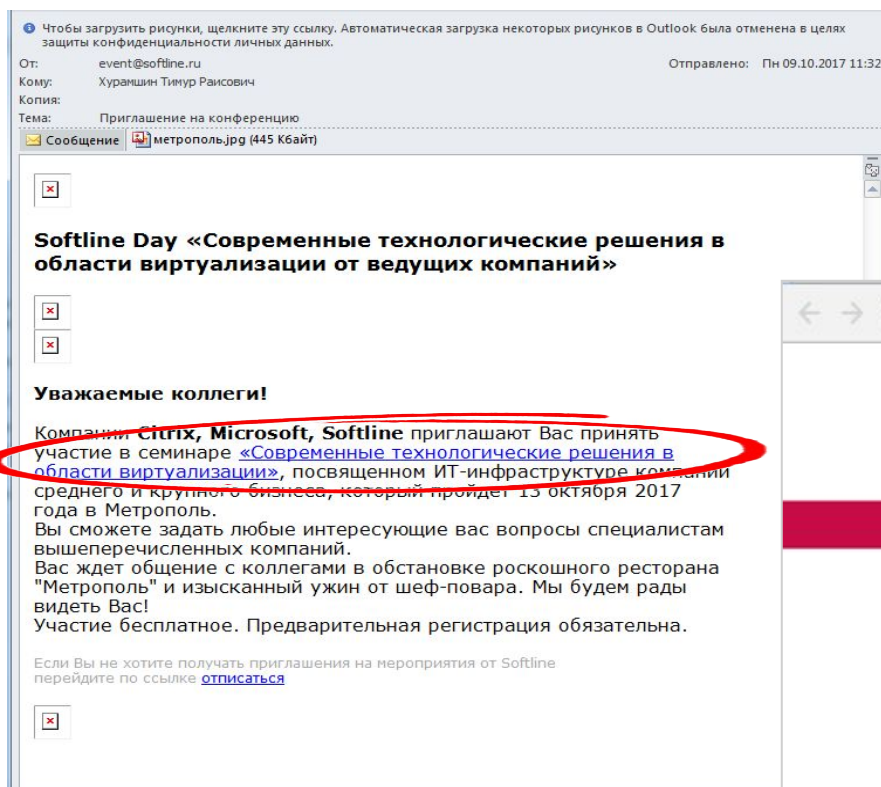 Чтобы загрузить рисунки, щелкните эту ссылку. Автоматическая загрузка некоторых рисунков в Outlook была отменена в целях
защиты конфиденциальности личных данных.
От: event@softline.ru Отправлено: Пн 09.10.2017 11:32
Кому: Хурамшин Тимур Раисович
Копия:
Тема: Приглашение на конференцию
Сообщение метрополь.jpg (445 Кбайт)
Softline Day «Современные технологические решения в
области виртуализации от ведущих компаний»
Уважаемые коллеги!
Компании Citrix, Microsoft, Softline приглашают Вас принять
участие в семинаре «Современные технологические решения в
области виртуализации», посвященном ИТ-инфраструктуре компаний
среднего и крупного бизнеса, который пройдет 13 октября 2017
года в Метрополь.
Вы сможете задать любые интересующие вас вопросы специалистам
вышеперечисленных компаний.
Вас ждет общение с коллегами в обстановке роскошного ресторана
"Метрополь" и изысканный ужин от шеф-повара. Мы будем рады
видеть Вас!
Участие бесплатное. Предварительная регистрация обязательна.
Если Вы не хотите получать приглашения на мероприятия от Softline
перейдите по ссылке отписаться